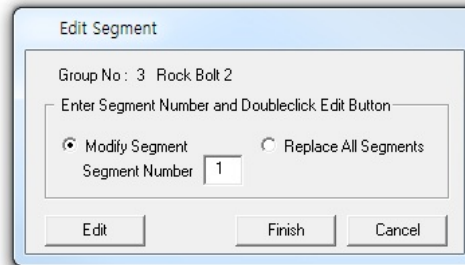 Edit Segment
Group No : 3 Rock Bolt 2
Enter Segment Number and Doubleclick Edit Button
Modify Segment Replace All Segments
Segment Number 1
Edit Finish Cancel